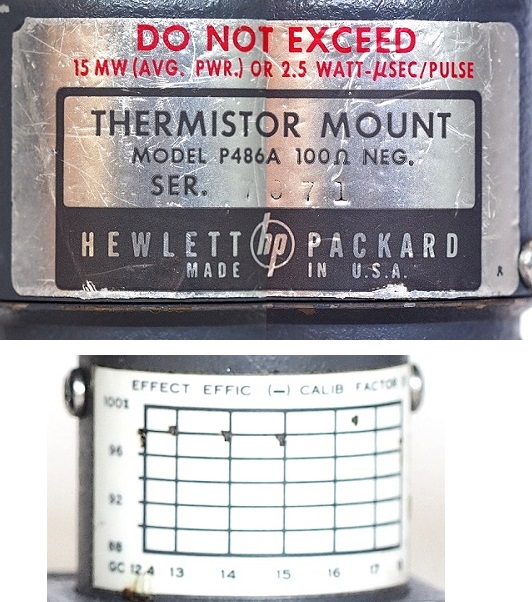 DO NOT EXCEED
15 MW (AVG. PWR.) OR 2.5 WATT-µSEC/PULSE
THERMISTOR MOUNT
MODEL P486A 100Ω NEG.
SER. 071
HEWLETT hp PACKARD
MADE IN U.S.A.
EFFECT EFFIC (—) CALIB FACTOR
100%
96
92
88
GC 12.4 13 14 15 16 17